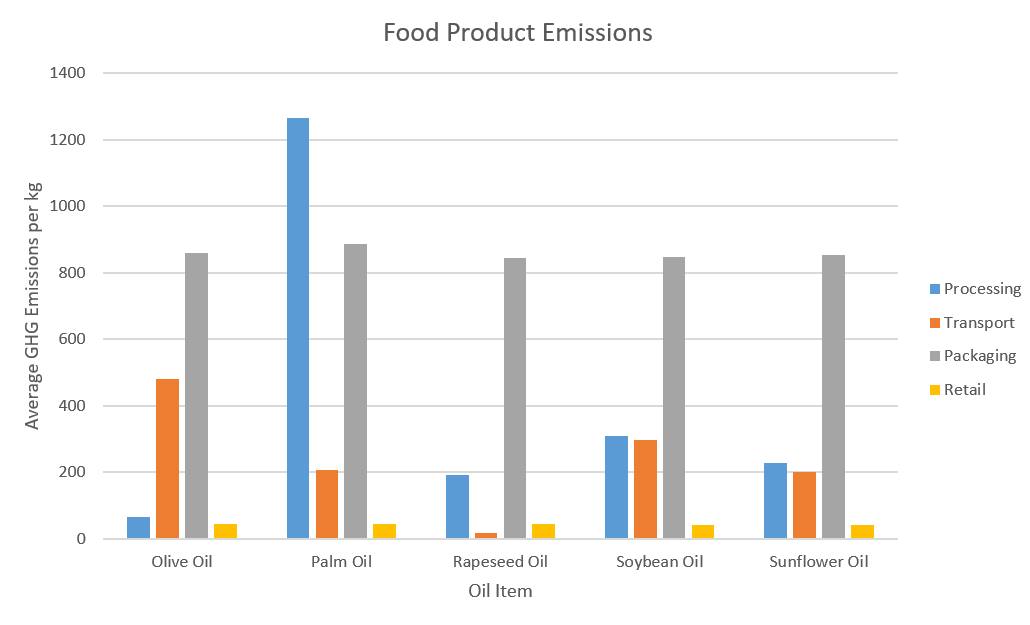 Food Product Emissions
Average GHG Emissions per kg
1400
1200
1000
800
600
400
200
0
Olive Oil
Palm Oil
Rapeseed Oil
Soybean Oil
Sunflower Oil
Oil Item
Processing
Transport
Packaging
Retail